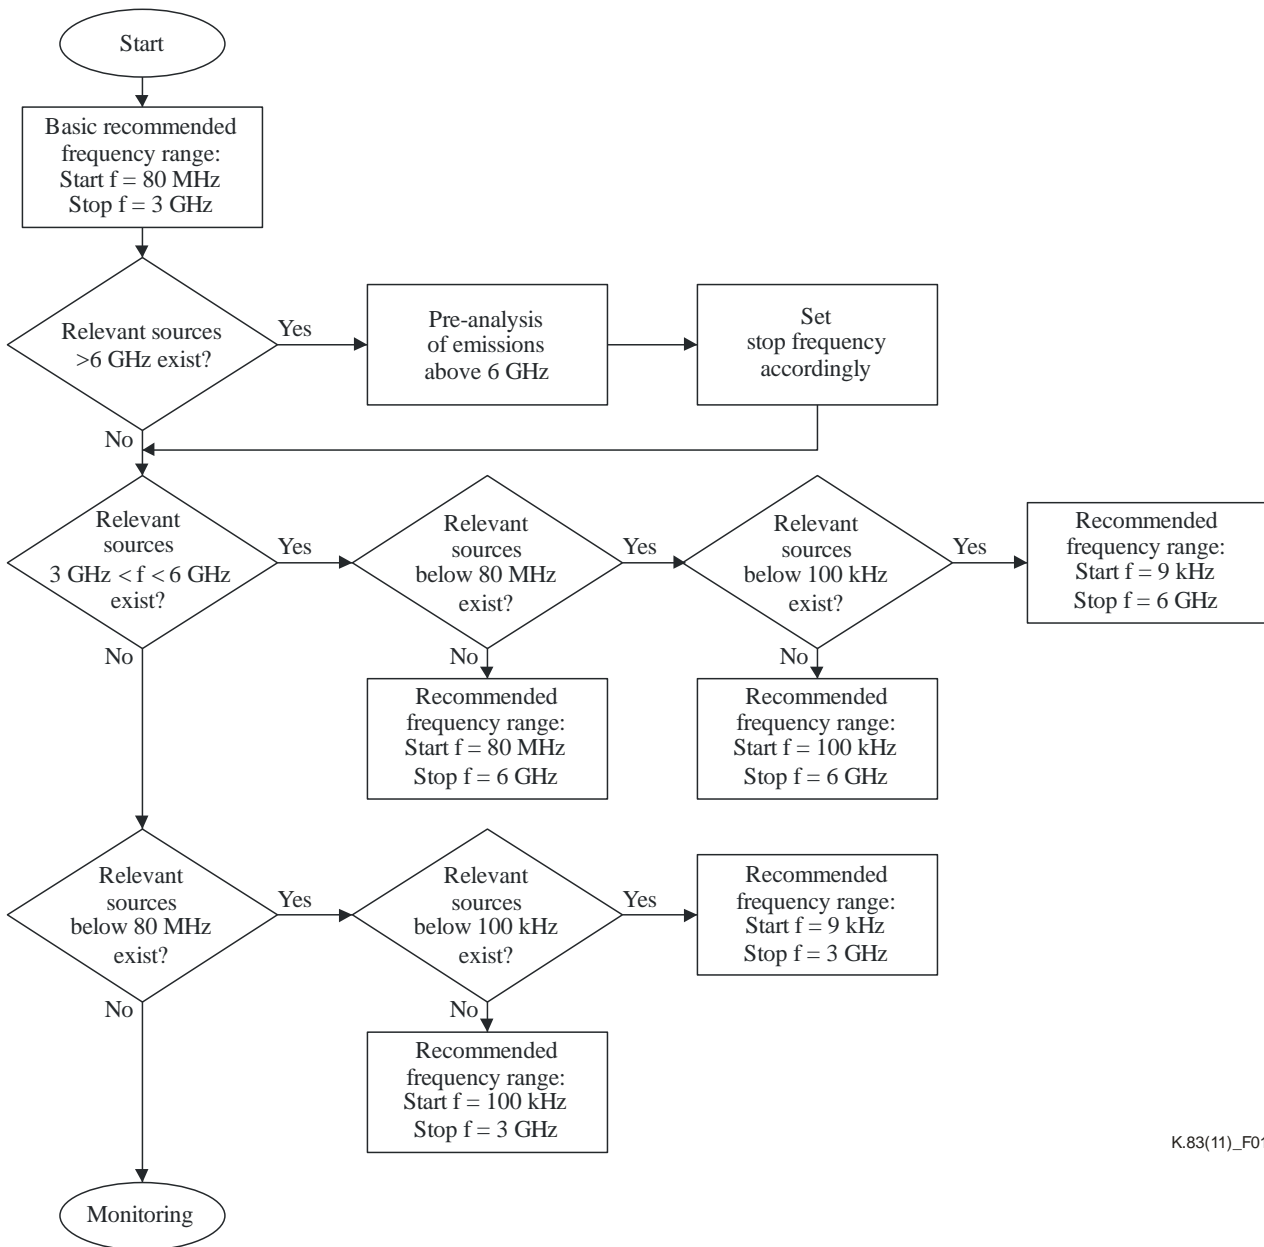 Start
Basic recommended
frequency range:
Start f = 80 MHz
Stop f = 3 GHz
Relevant sources
>6 GHz exist?
Yes
Pre-analysis
of emissions
above 6 GHz
Set
stop frequency
accordingly
No
Relevant
sources
3 GHz < f < 6 GHz
exist?
Yes
Relevant
sources
below 80 MHz
exist?
Yes
Relevant
sources
below 100 kHz
exist?
Yes
Recommended
frequency range:
Start f = 9 kHz
Stop f = 6 GHz
No
No
Recommended
frequency range:
Start f = 80 MHz
Stop f = 6 GHz
No
Recommended
frequency range:
Start f = 100 kHz
Stop f = 6 GHz
Relevant
sources
below 80 MHz
exist?
Yes
Relevant
sources
below 100 kHz
exist?
Yes
Recommended
frequency range:
Start f = 9 kHz
Stop f = 3 GHz
No
No
Recommended
frequency range:
Start f = 100 kHz
Stop f = 3 GHz
K.83(11)_F01
Monitoring